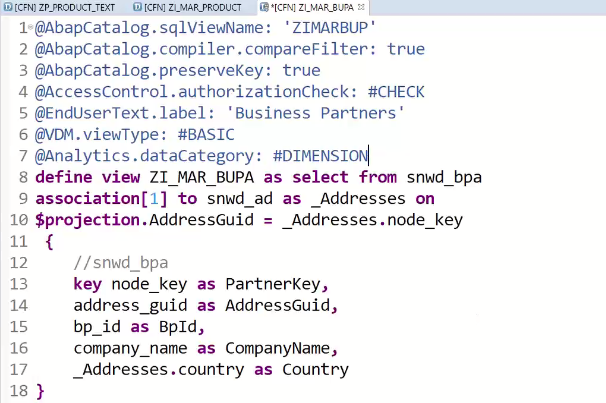 [CFN] ZP_PRODUCT_TEXT [CFN] ZI_MAR_PRODUCT *[CFN] ZI_MAR_BUPA
1 @AbapCatalog.sqlViewName: 'ZIMARBUP'
2 @AbapCatalog.compiler.compareFilter: true
3 @AbapCatalog.preserveKey: true
4 @AccessControl.authorizationCheck: #CHECK
5 @EndUserText.label: 'Business Partners'
6 @VDM.viewType: #BASIC
7 @Analytics.dataCategory: #DIMENSION
8 define view ZI_MAR_BUPA as select from snwd_bpa
9 association[1] to snwd_ad as _Addresses on
10 $projection.AddressGuid = _Addresses.node_key
11 {
12 //snwd_bpa
13 key node_key as PartnerKey,
14 address_guid as AddressGuid,
15 bp_id as BpId,
16 company_name as CompanyName,
17 _Addresses.country as Country
18 }